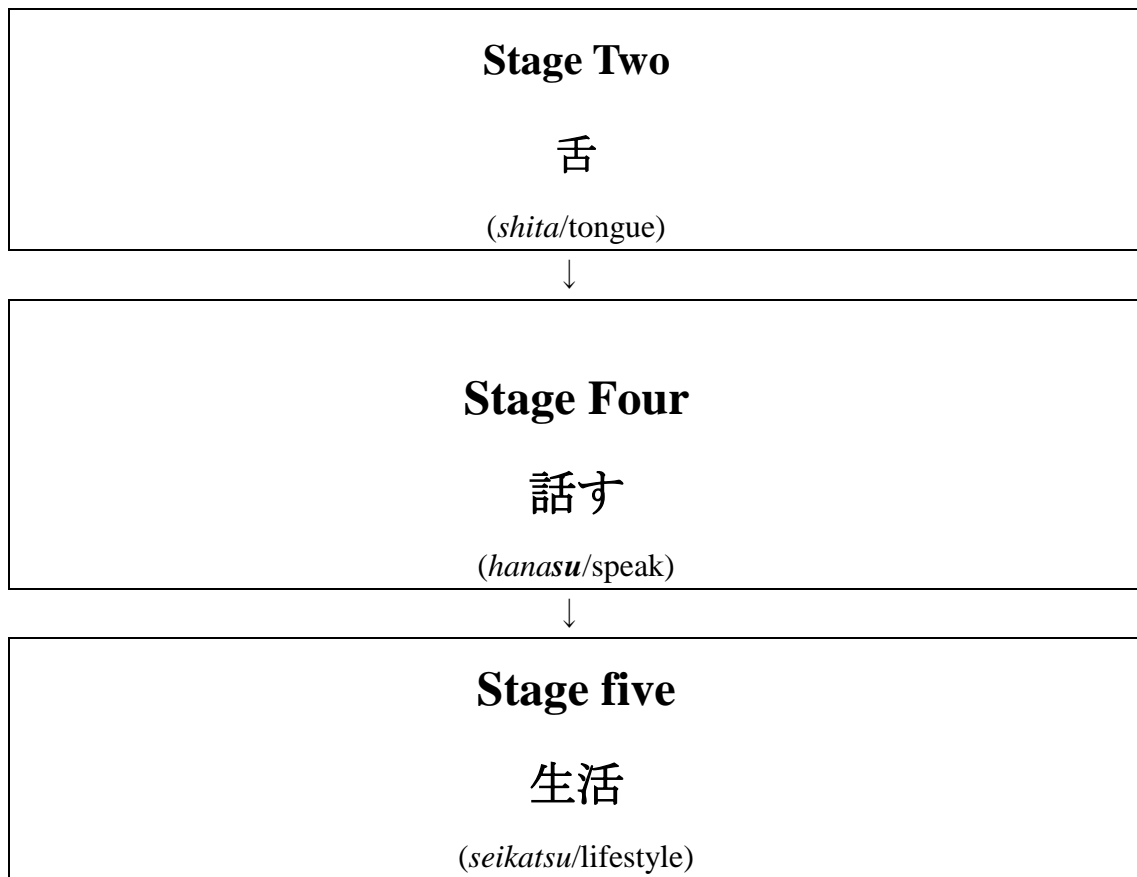 Stage Two
舌
(shita/tongue)
↓
Stage Four
話す
(hanasu/speak)
↓
Stage five
生活
(seikatsu/lifestyle)